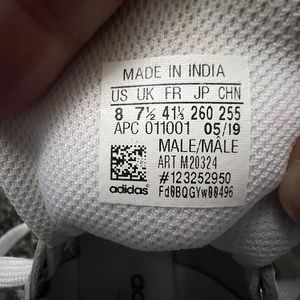 MADE IN INDIA
US UK FR JP CHN
8 7½ 41⅓ 260 255
APC 011001 05/19
MALE/MÂLE
ART M20324
#123252950
adidas Fd0BQGYw00496